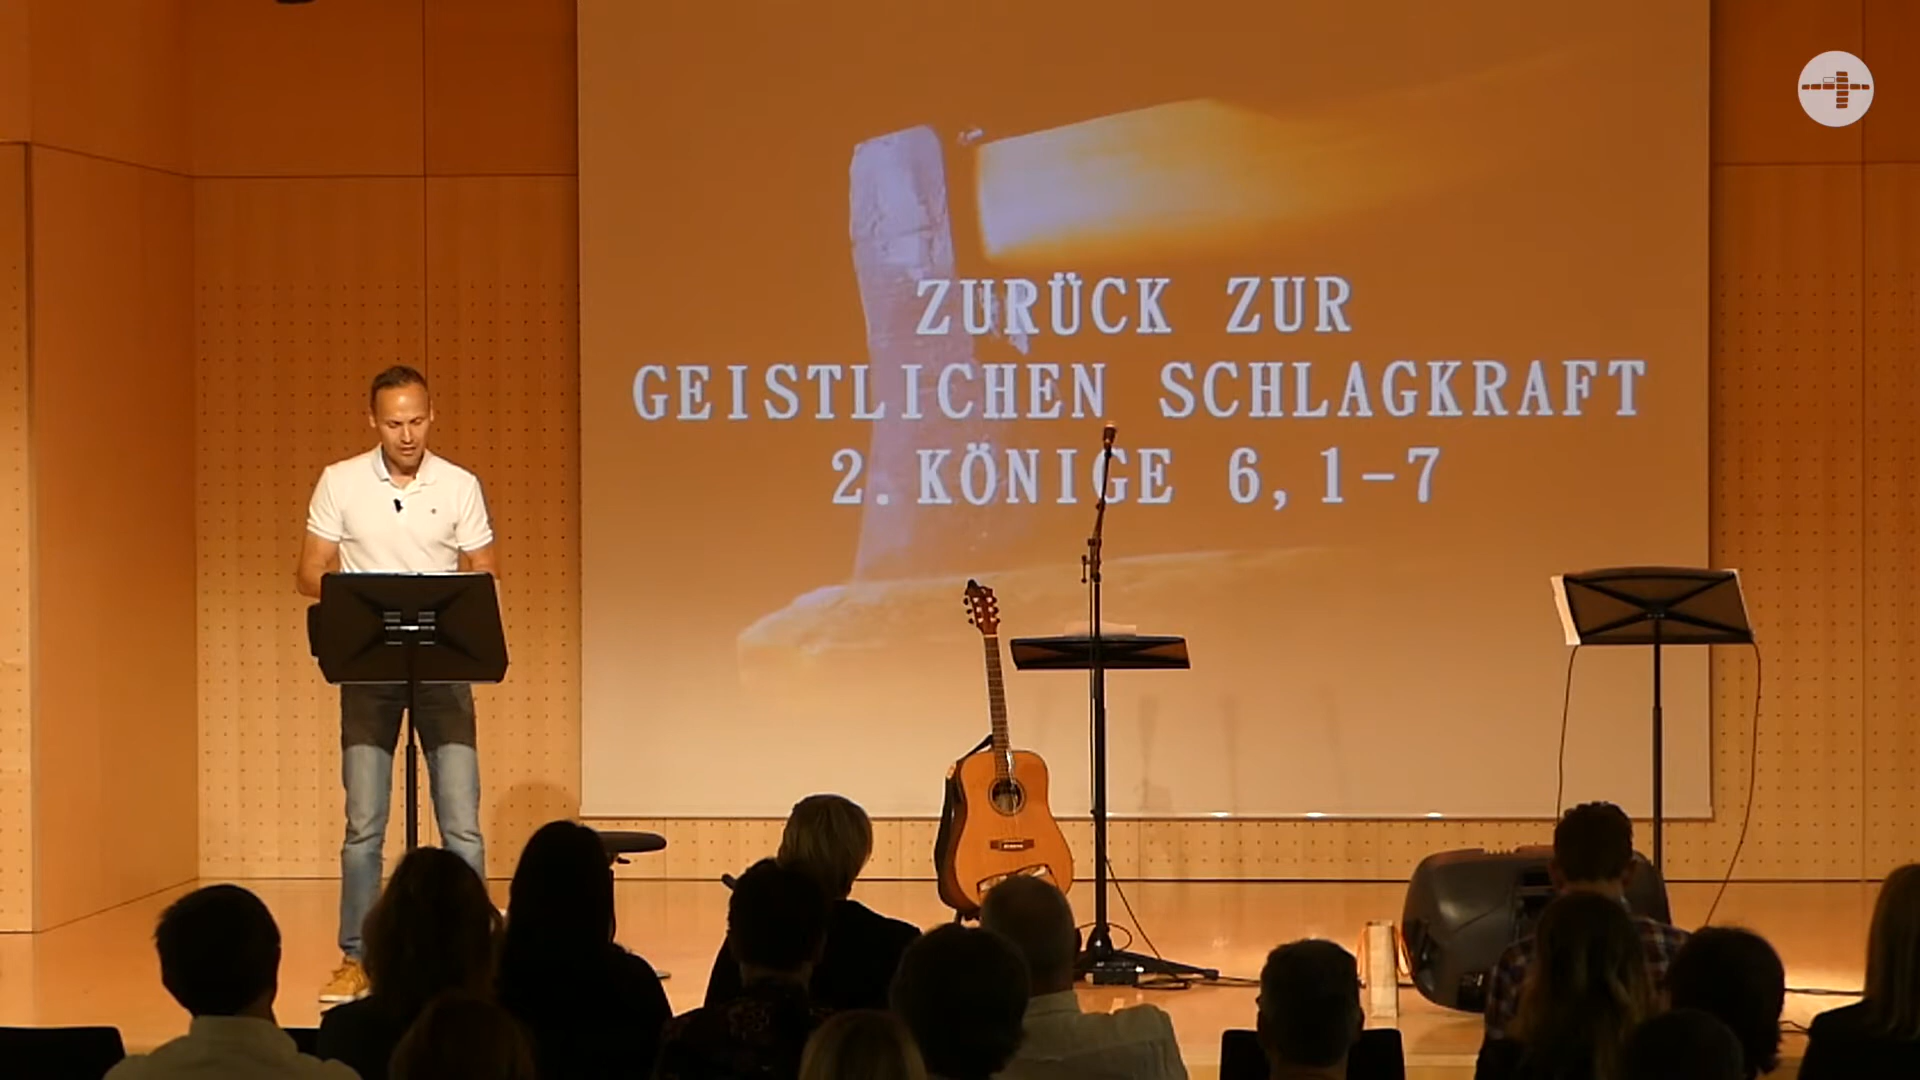 ZURÜCK ZUR
GEISTLICHEN SCHLAGKRAFT
2. KÖNIGE 6, 1-7